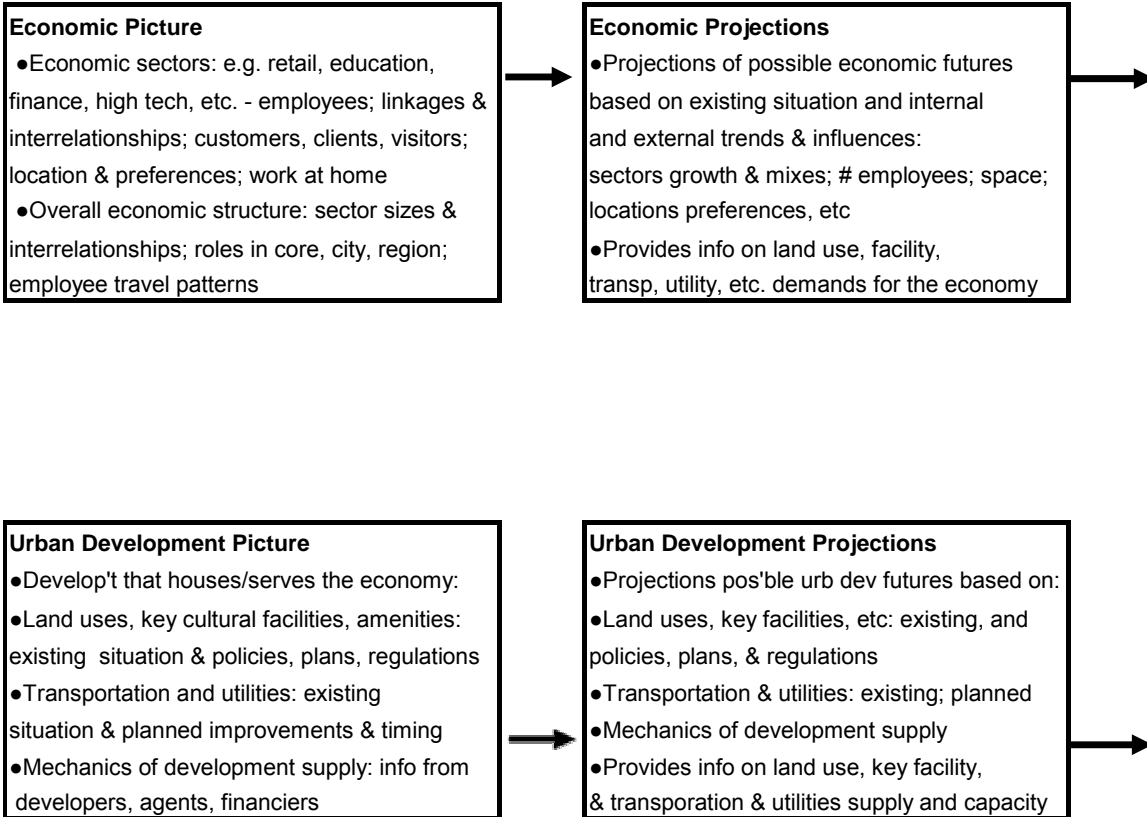 Economic Picture
●Economic sectors: e.g. retail, education,
finance, high tech, etc. - employees; linkages &
interrelationships; customers, clients, visitors;
location & preferences; work at home
●Overall economic structure: sector sizes &
interrelationships; roles in core, city, region;
employee travel patterns
Economic Projections
●Projections of possible economic futures
based on existing situation and internal
and external trends & influences:
sectors growth & mixes; # employees; space;
locations preferences, etc
●Provides info on land use, facility,
transp, utility, etc. demands for the economy
Urban Development Picture
●Develop't that houses/serves the economy:
●Land uses, key cultural facilities, amenities:
existing situation & policies, plans, regulations
●Transportation and utilities: existing
situation & planned improvements & timing
●Mechanics of development supply: info from
developers, agents, financiers
Urban Development Projections
●Projections pos'ble urb dev futures based on:
●Land uses, key facilities, etc: existing, and
policies, plans, & regulations
●Transportation & utilities: existing; planned
●Mechanics of development supply
●Provides info on land use, key facility,
& transporation & utilities supply and capacity